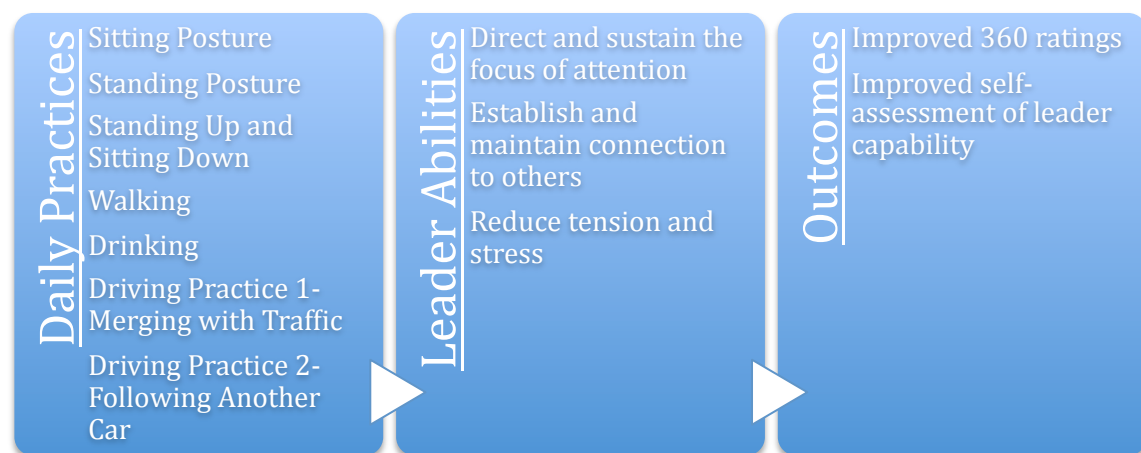 Daily Practices
Sitting Posture
Standing Posture
Standing Up and
Sitting Down
Walking
Drinking
Driving Practice 1-
Merging with Traffic
Driving Practice 2-
Following Another
Car
Leader Abilities
Direct and sustain the
focus of attention
Establish and
maintain connection
to others
Reduce tension and
stress
Outcomes
Improved 360 ratings
Improved self-
assessment of leader
capability